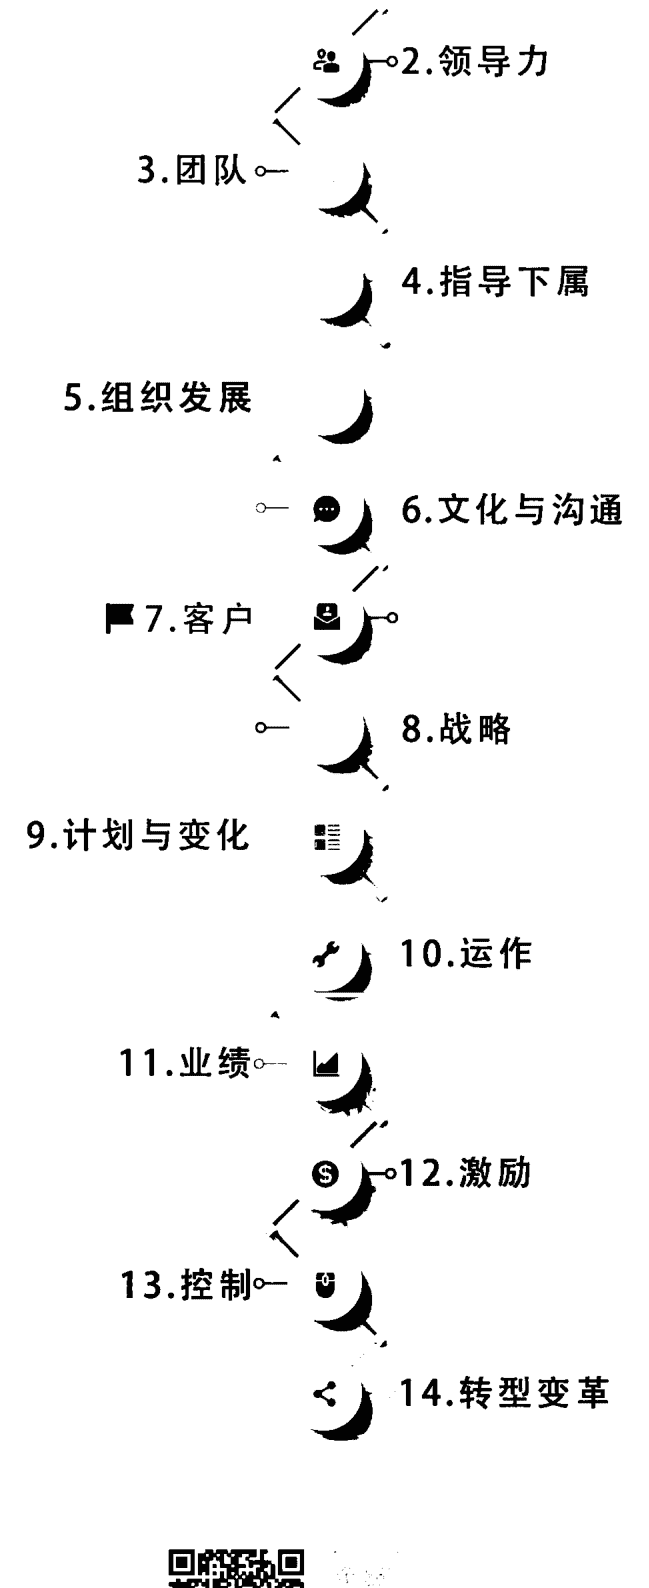 2.领导力
3.团队
4.指导下属
5.组织发展
6.文化与沟通
7.客户
8.战略
9.计划与变化
10.运作
11.业绩
12.激励
13.控制
14.转型变革